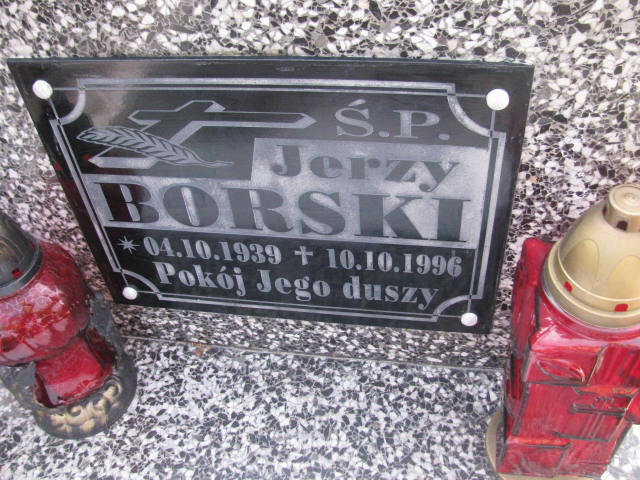 Ś.P.
Jerzy
BORSKI
* 04.10.1939 † 10.10.1996
Pokój Jego duszy